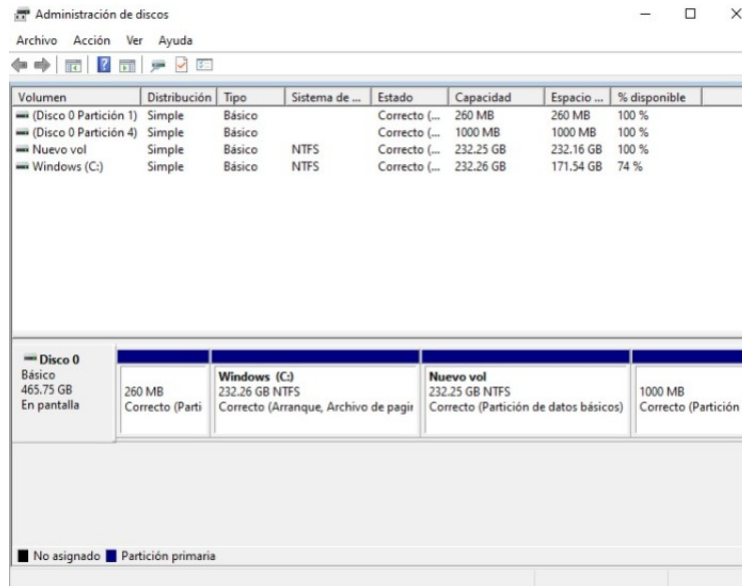 Administración de discos
Archivo Acción Ver Ayuda
Volumen Distribución Tipo Sistema de ... Estado Capacidad Espacio ... % disponible
(Disco 0 Partición 1) Simple Básico Correcto (... 260 MB 260 MB 100 %
(Disco 0 Partición 4) Simple Básico Correcto (... 1000 MB 1000 MB 100 %
Nuevo vol Simple Básico NTFS Correcto (... 232.25 GB 232.16 GB 100 %
Windows (C:) Simple Básico NTFS Correcto (... 232.26 GB 171.54 GB 74 %
Disco 0
Básico
465.75 GB
En pantalla
260 MB
Correcto (Parti
Windows (C:)
232.26 GB NTFS
Correcto (Arranque, Archivo de pagir
Nuevo vol
232.25 GB NTFS
Correcto (Partición de datos básicos)
1000 MB
Correcto (Partición
No asignado Partición primaria